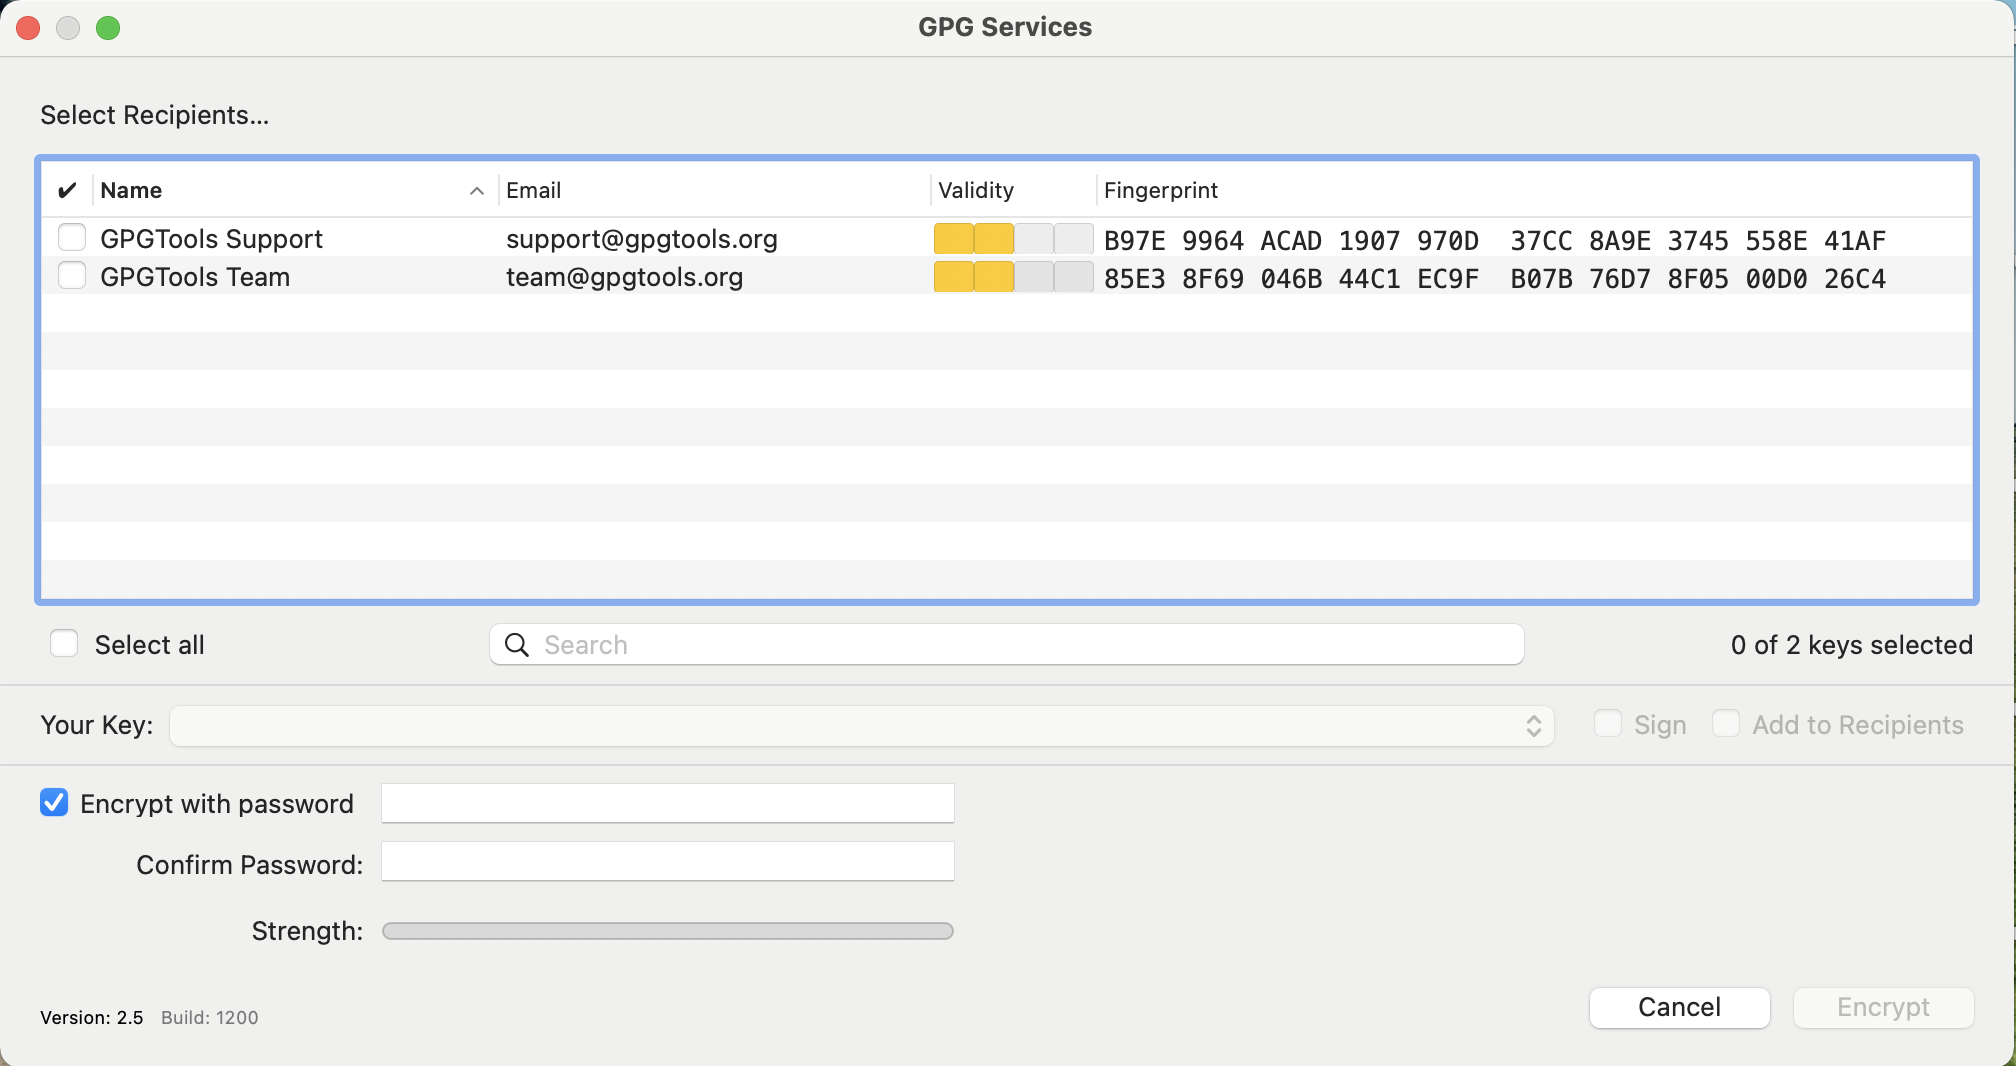 GPG Services
Select Recipients...
✔ Name Email Validity Fingerprint
GPGTools Support support@gpgtools.org B97E 9964 ACAD 1907 970D 37CC 8A9E 3745 558E 41AF
GPGTools Team team@gpgtools.org 85E3 8F69 046B 44C1 EC9F B07B 76D7 8F05 00D0 26C4
Select all Search 0 of 2 keys selected
Your Key: Sign Add to Recipients
Encrypt with password
Confirm Password:
Strength:
Version: 2.5 Build: 1200 Cancel Encrypt